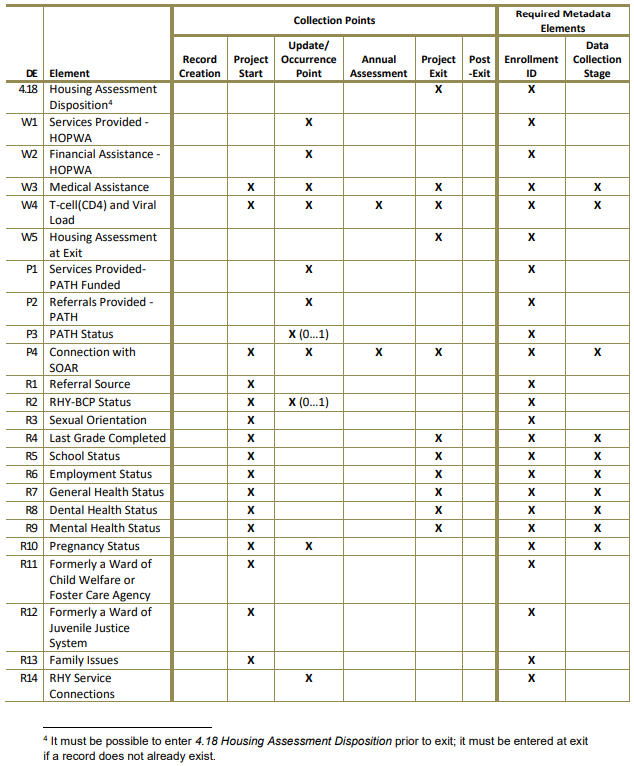 Collection Points
Required Metadata Elements
DE Element Record Creation Project Start Update/ Occurrence Point Annual Assessment Project Exit Post -Exit Enrollment ID Data Collection Stage
4.18 Housing Assessment X X
Disposition⁴
W1 Services Provided - X X
HOPWA
W2 Financial Assistance - X X
HOPWA
W3 Medical Assistance X X X X X
W4 T-cell(CD4) and Viral X X X X X X
Load
W5 Housing Assessment X X
at Exit
P1 Services Provided- X X
PATH Funded
P2 Referrals Provided - X X
PATH
P3 PATH Status X (0…1) X
P4 Connection with X X X X X X
SOAR
R1 Referral Source X X
R2 RHY-BCP Status X X (0…1) X
R3 Sexual Orientation X X
R4 Last Grade Completed X X X X
R5 School Status X X X X
R6 Employment Status X X X X
R7 General Health Status X X X X
R8 Dental Health Status X X X X
R9 Mental Health Status X X X X
R10 Pregnancy Status X X X X
R11 Formerly a Ward of X X
Child Welfare or
Foster Care Agency
R12 Formerly a Ward of X X
Juvenile Justice
System
R13 Family Issues X X
R14 RHY Service X X
Connections
⁴ It must be possible to enter 4.18 Housing Assessment Disposition prior to exit; it must be entered at exit
if a record does not already exist.